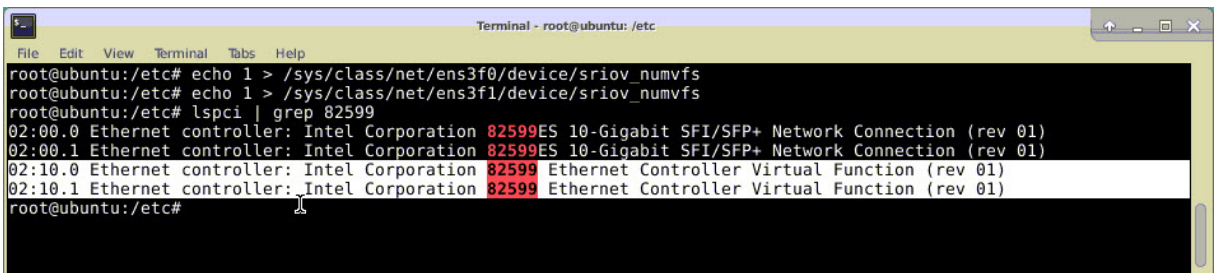 Terminal - root@ubuntu: /etc
File Edit View Terminal Tabs Help
root@ubuntu:/etc# echo 1 > /sys/class/net/ens3f0/device/sriov_numvfs
root@ubuntu:/etc# echo 1 > /sys/class/net/ens3f1/device/sriov_numvfs
root@ubuntu:/etc# lspci | grep 82599
02:00.0 Ethernet controller: Intel Corporation 82599ES 10-Gigabit SFI/SFP+ Network Connection (rev 01)
02:00.1 Ethernet controller: Intel Corporation 82599ES 10-Gigabit SFI/SFP+ Network Connection (rev 01)
02:10.0 Ethernet controller: Intel Corporation 82599 Ethernet Controller Virtual Function (rev 01)
02:10.1 Ethernet controller: Intel Corporation 82599 Ethernet Controller Virtual Function (rev 01)
root@ubuntu:/etc#